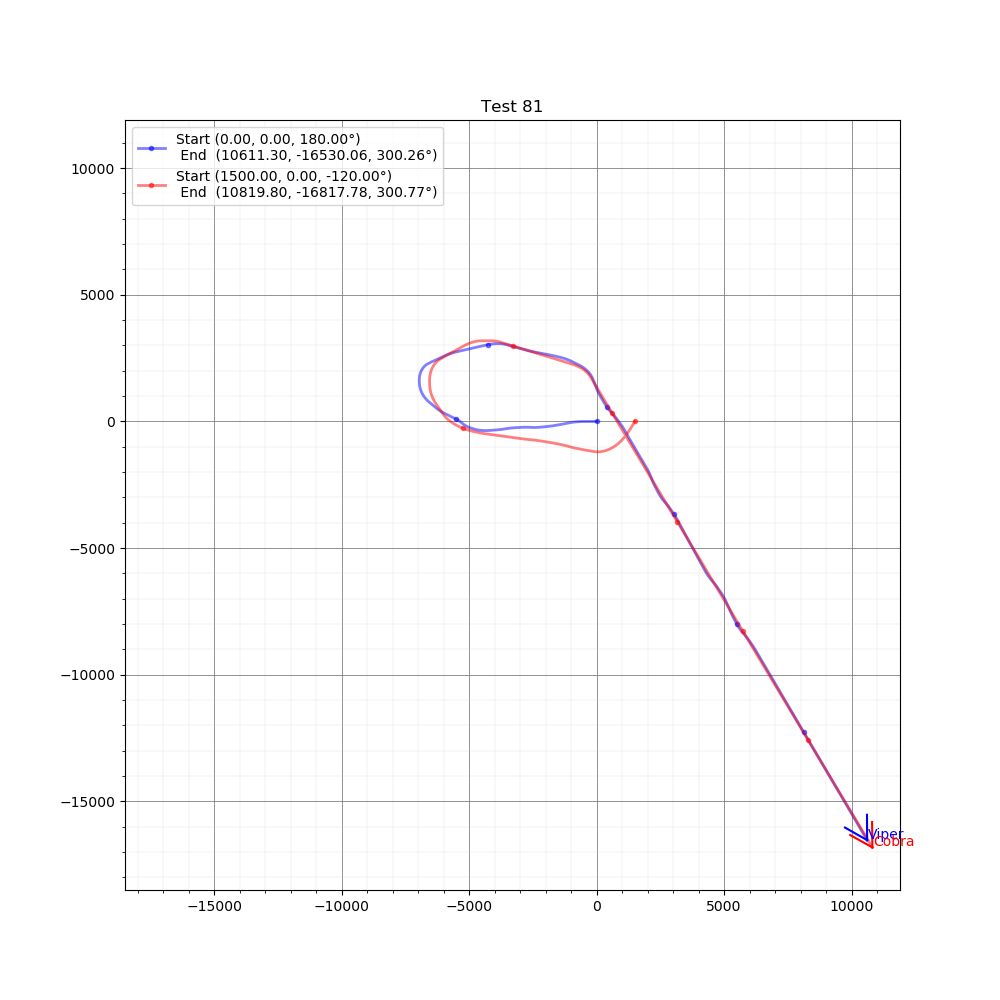 Test 81
Start (0.00, 0.00, 180.00°)
End (10611.30, -16530.06, 300.26°)
Start (1500.00, 0.00, -120.00°)
End (10819.80, -16817.78, 300.77°)
10000
5000
0
−5000
−10000
−15000
Viper
Cobra
−15000 −10000 −5000 0 5000 10000